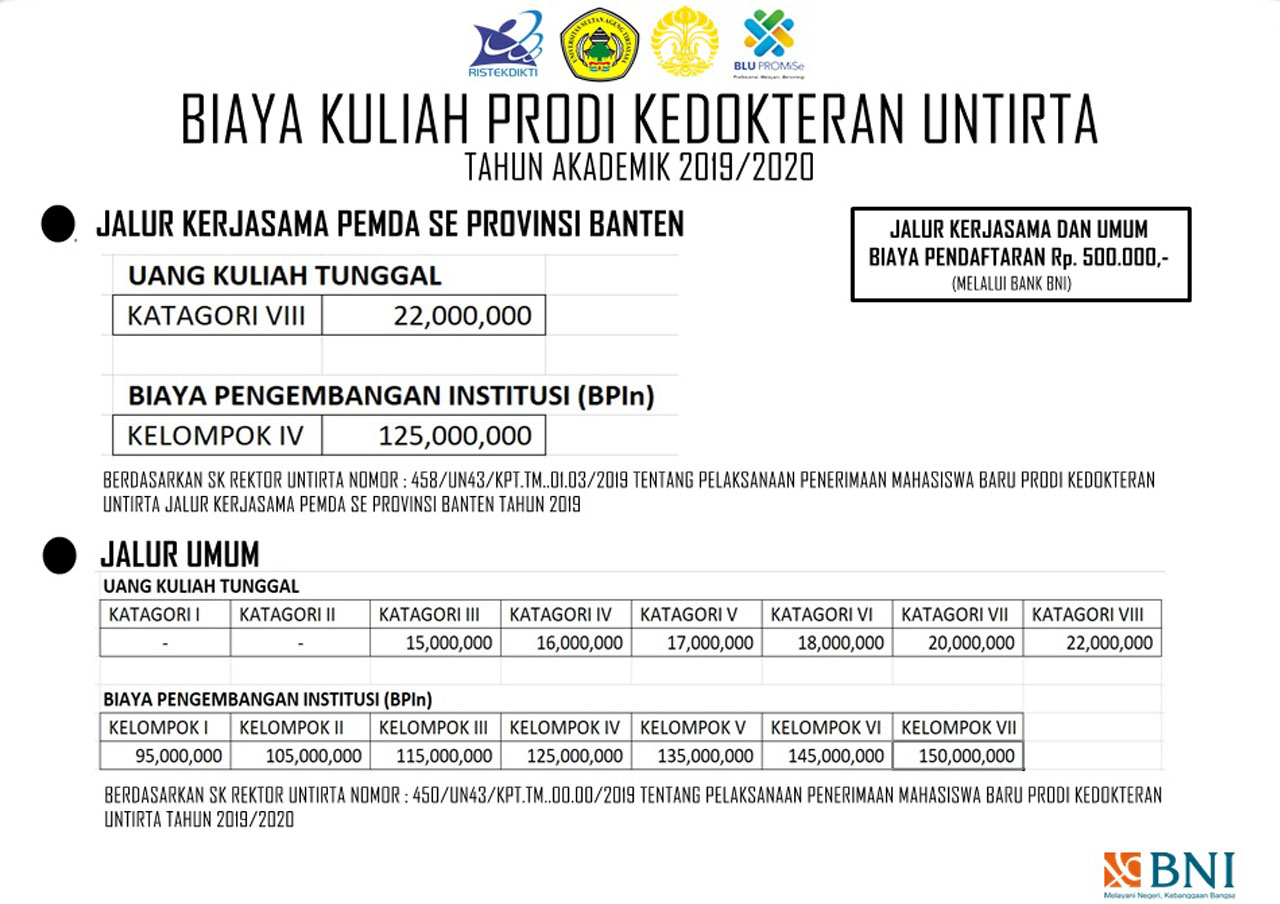 RISTEKDIKTI
UNIVERSITAS SULTAN AGENG TIRTAYASA
BLU PROMiSe
BIAYA KULIAH PRODI KEDOKTERAN UNTIRTA
TAHUN AKADEMIK 2019/2020
JALUR KERJASAMA PEMDA SE PROVINSI BANTEN
JALUR KERJASAMA DAN UMUM
BIAYA PENDAFTARAN Rp. 500.000,-
(MELALUI BANK BNI)
UANG KULIAH TUNGGAL
KATAGORI VIII 22,000,000
BIAYA PENGEMBANGAN INSTITUSI (BPIn)
KELOMPOK IV 125,000,000
BERDASARKAN SK REKTOR UNTIRTA NOMOR : 458/UN43/KPT.TM..01.03/2019 TENTANG PELAKSANAAN PENERIMAAN MAHASISWA BARU PRODI KEDOKTERAN
UNTIRTA JALUR KERJASAMA PEMDA SE PROVINSI BANTEN TAHUN 2019
JALUR UMUM
UANG KULIAH TUNGGAL
KATAGORI I KATAGORI II KATAGORI III KATAGORI IV KATAGORI V KATAGORI VI KATAGORI VII KATAGORI VIII
- - 15,000,000 16,000,000 17,000,000 18,000,000 20,000,000 22,000,000
BIAYA PENGEMBANGAN INSTITUSI (BPIn)
KELOMPOK I KELOMPOK II KELOMPOK III KELOMPOK IV KELOMPOK V KELOMPOK VI KELOMPOK VII
95,000,000 105,000,000 115,000,000 125,000,000 135,000,000 145,000,000 150,000,000
BERDASARKAN SK REKTOR UNTIRTA NOMOR : 450/UN43/KPT.TM..00.00/2019 TENTANG PELAKSANAAN PENERIMAAN MAHASISWA BARU PRODI KEDOKTERAN
UNTIRTA TAHUN 2019/2020
BNI
Melayani Negeri, Kebanggaan Bangsa